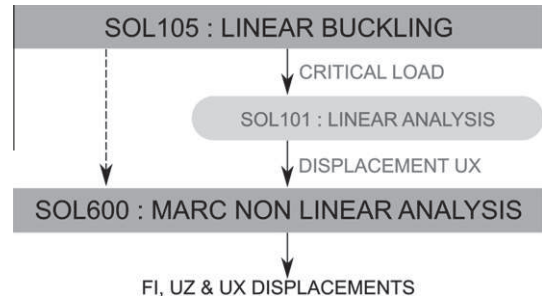 SOL105 : LINEAR BUCKLING
CRITICAL LOAD
SOL101 : LINEAR ANALYSIS
DISPLACEMENT UX
SOL600 : MARC NON LINEAR ANALYSIS
FI, UZ & UX DISPLACEMENTS